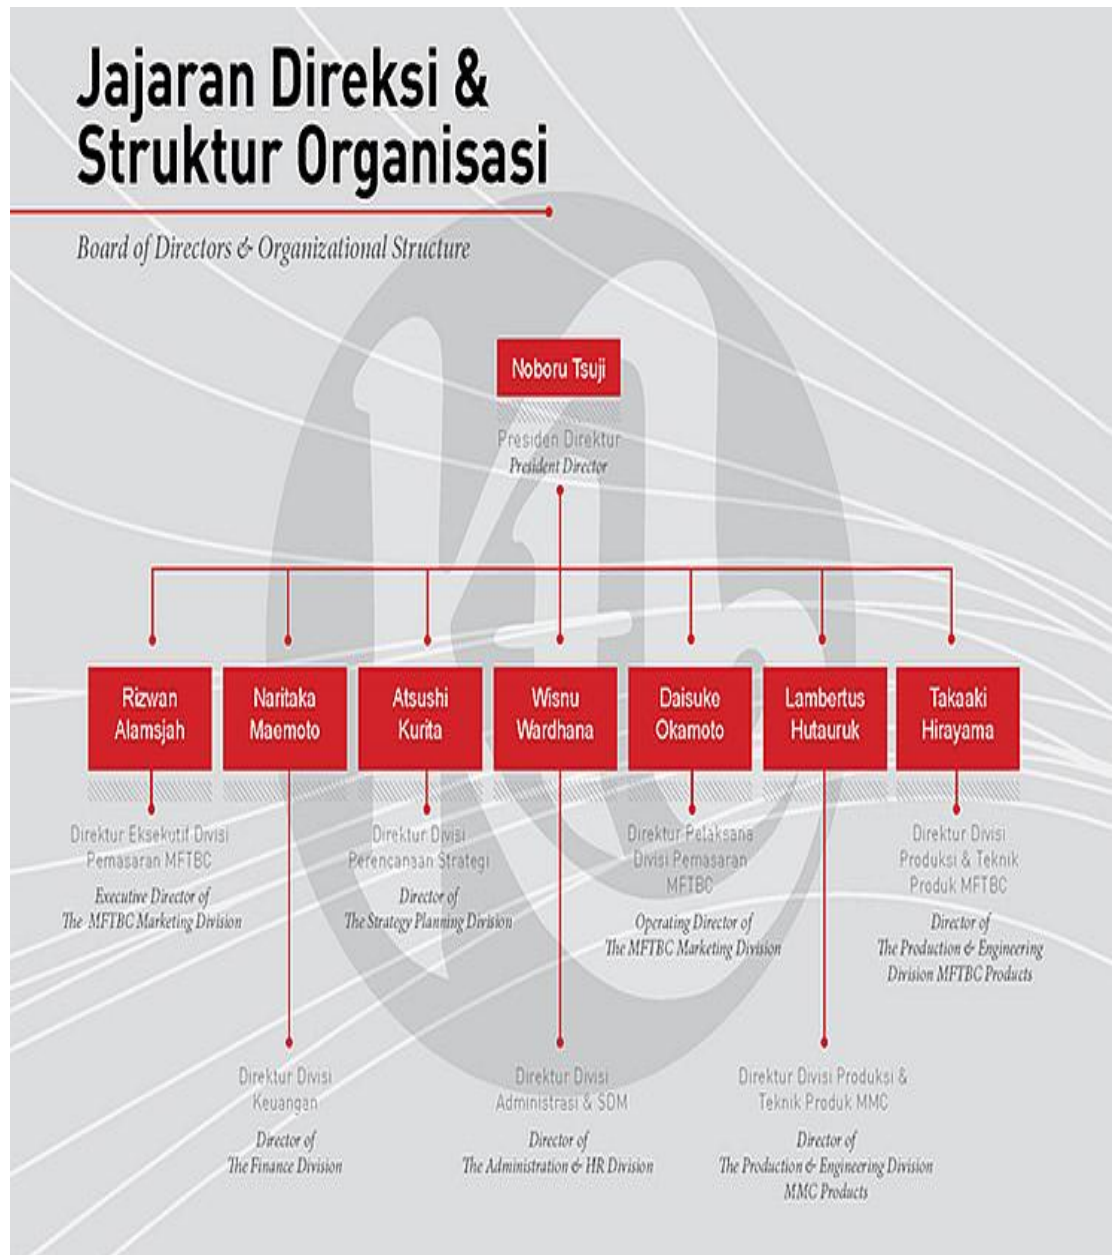 Jajaran Direksi &
Struktur Organisasi
Board of Directors & Organizational Structure
Noboru Tsuji
Presiden Direktur
President Director
Rizwan
Alamsjah
Naritaka
Maemoto
Atsushi
Kurita
Wisnu
Wardhana
Daisuke
Okamoto
Lambertus
Hutauruk
Takaaki
Hirayama
Direktur Eksekutif Divisi
Pemasaran MFTBC
Executive Director of
The MFTBC Marketing Division
Direktur Divisi
Perencanaan Strategi
Director of
The Strategy Planning Division
Direktur Pelaksana
Divisi Pemasaran
MFTBC
Operating Director of
The MFTBC Marketing Division
Direktur Divisi
Produksi & Teknik
Produk MFTBC
Director of
The Production & Engineering
Division MFTBC Products
Direktur Divisi
Keuangan
Director of
The Finance Division
Direktur Divisi
Administrasi & SDM
Director of
The Administration & HR Division
Direktur Divisi Produksi &
Teknik Produk MMC
Director of
The Production & Engineering Division
MMC Products